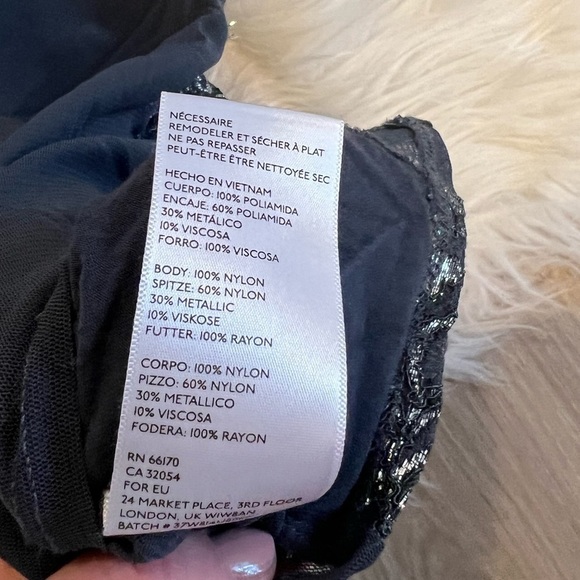 NÉCESSAIRE
REMODELER ET SÉCHER À PLAT
NE PAS REPASSER
PEUT-ÊTRE ÊTRE NETTOYÉE SEC
HECHO EN VIETNAM
CUERPO: 100% POLIAMIDA
ENCAJE: 60% POLIAMIDA
30% METÁLICO
10% VISCOSA
FORRO: 100% VISCOSA
BODY: 100% NYLON
SPITZE: 60% NYLON
30% METALLIC
10% VISKOSE
FUTTER: 100% RAYON
CORPO: 100% NYLON
PIZZO: 60% NYLON
30% METALLICO
10% VISCOSA
FODERA: 100% RAYON
RN 66170
CA 32054
FOR EU
24 MARKET PLACE, 3RD FLOOR
LONDON, UK W1W8AN
BATCH #